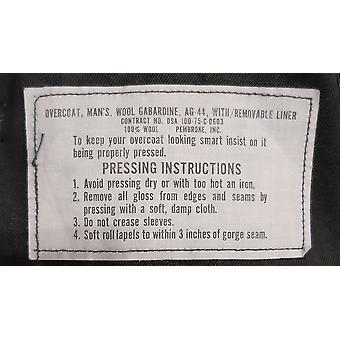 OVERCOAT, MAN'S, WOOL GABARDINE, AG-44, WITH/REMOVABLE LINER
CONTRACT NO. DSA 100-75-C-0603
100% WOOL PEMBROKE, INC.
To keep your overcoat looking smart insist on it
being properly pressed.
PRESSING INSTRUCTIONS
1. Avoid pressing dry or with too hot an iron.
2. Remove all gloss from edges and seams by
pressing with a soft, damp cloth.
3. Do not crease sleeves.
4. Soft roll lapels to within 3 inches of gorge seam.